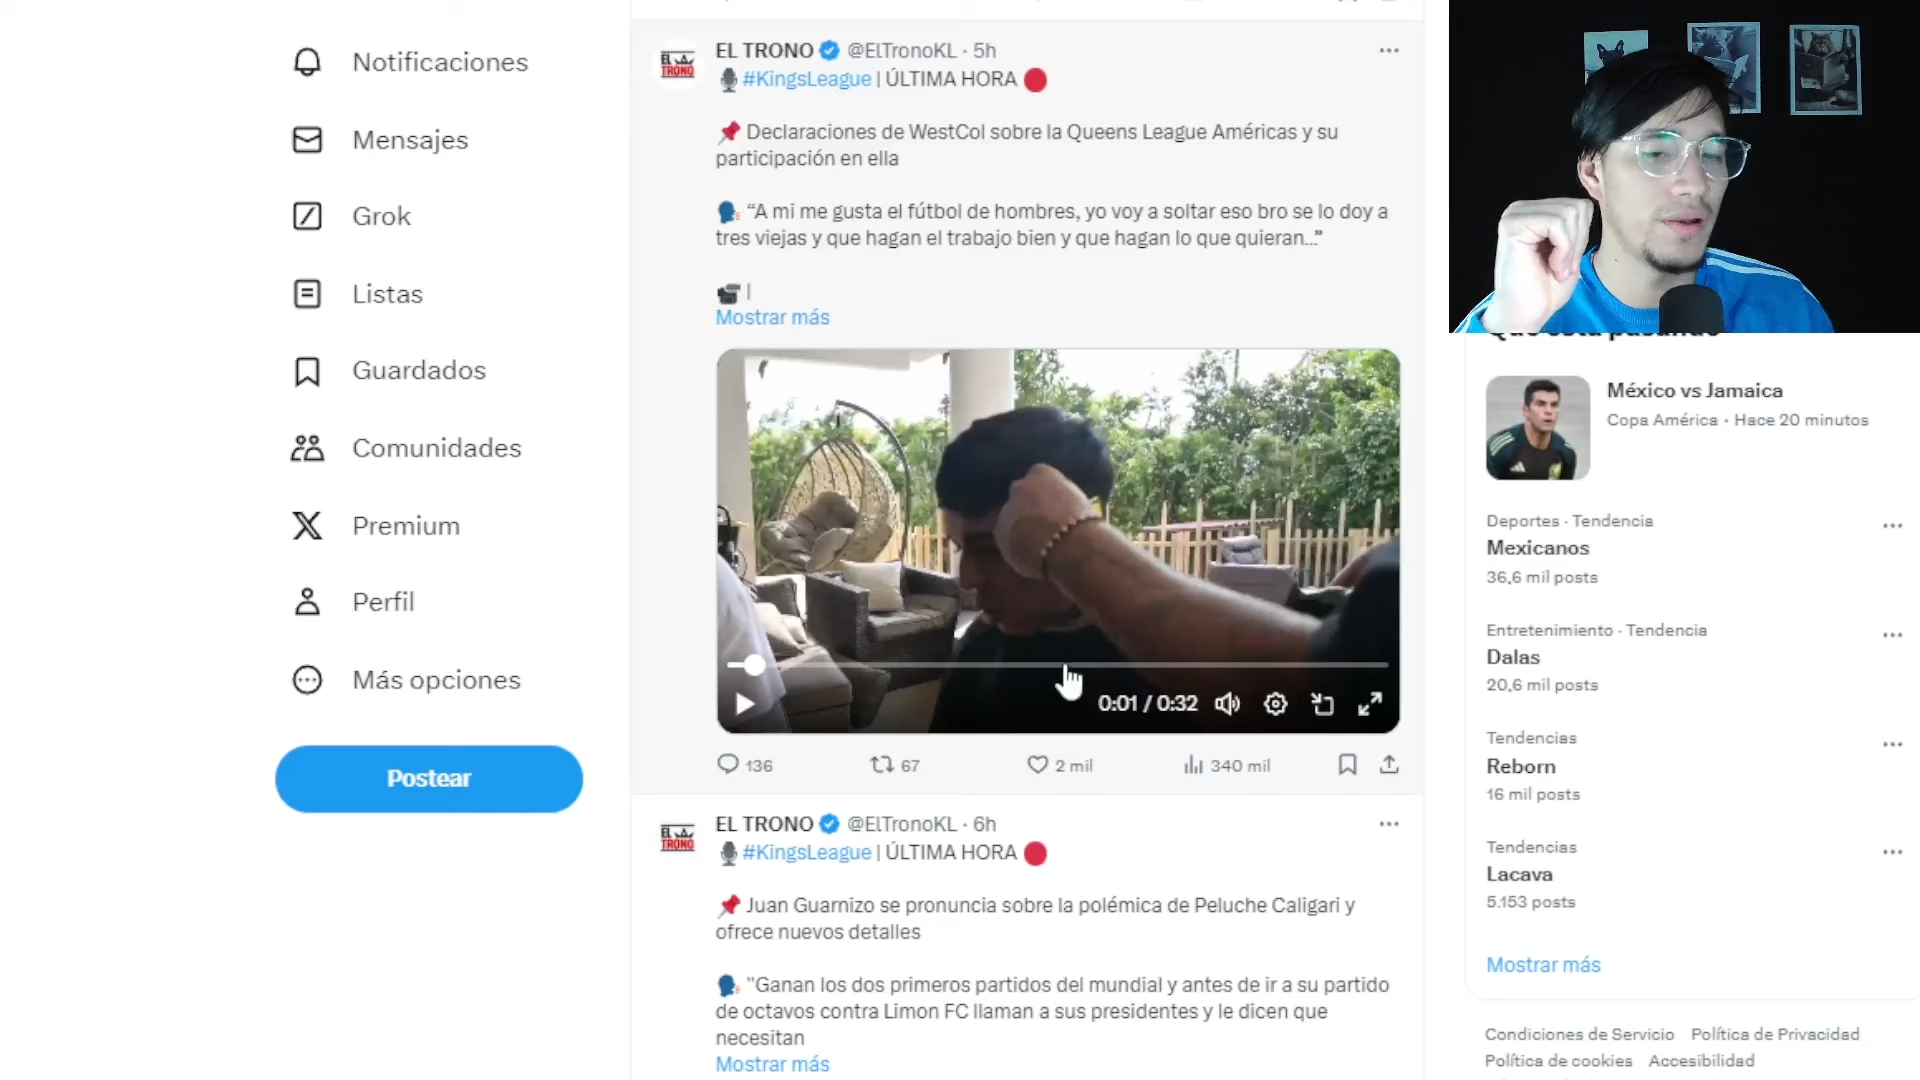 Notificaciones
Mensajes
Grok
Listas
Guardados
Comunidades
Premium
Perfil
Más opciones
Postear
EL TRONO @ElTronoKL · 5h
#KingsLeague | ÚLTIMA HORA
Declaraciones de WestCol sobre la Queens League Américas y su
participación en ella
“A mi me gusta el fútbol de hombres, yo voy a soltar eso bro se lo doy a
tres viejas y que hagan el trabajo bien y que hagan lo que quieran...”
|
Mostrar más
0:01 / 0:32
136 67 2 mil 340 mil
EL TRONO
EL TRONO @ElTronoKL · 6h
#KingsLeague | ÚLTIMA HORA
Juan Guarnizo se pronuncia sobre la polémica de Peluche Caligari y
ofrece nuevos detalles
"Ganan los dos primeros partidos del mundial y antes de ir a su partido
de octavos contra Limon FC llaman a sus presidentes y le dicen que
necesitan
Mostrar más
EL TRONO
Qué está pasando
México vs Jamaica
Copa América · Hace 20 minutos
Deportes · Tendencia
Mexicanos
36,6 mil posts
Entretenimiento · Tendencia
Dalas
20,6 mil posts
Tendencias
Reborn
16 mil posts
Tendencias
Lacava
5.153 posts
Mostrar más
Condiciones de Servicio Política de Privacidad
Política de cookies Accesibilidad